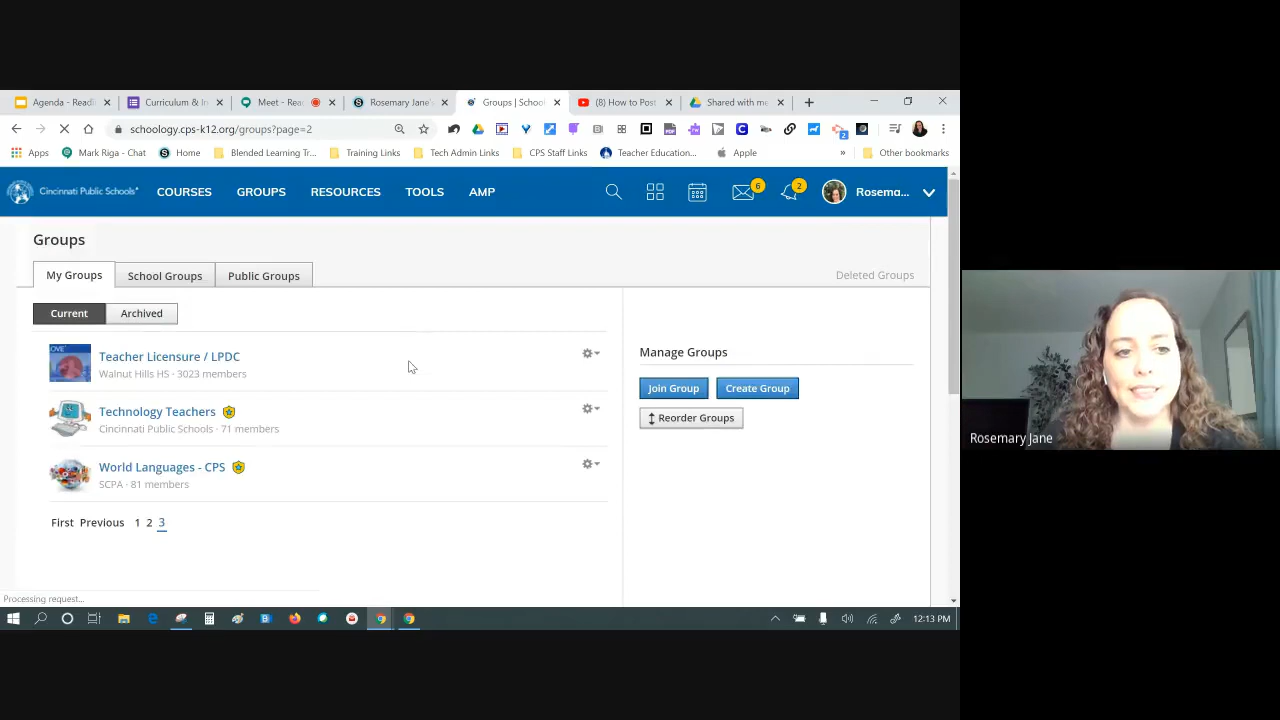 Agenda - Readi
Curriculum & In
Meet - Rea
Rosemary Jane'
Groups | School
(8) How to Post
Shared with me
schoology.cps-k12.org/groups?page=2
2
Apps
Mark Riga - Chat
Home
Blended Learning Tr...
Training Links
Tech Admin Links
CPS Staff Links
Teacher Education...
Apple
»
Other bookmarks
Cincinnati Public Schools
COURSES
GROUPS
RESOURCES
TOOLS
AMP
6
2
Rosema...
Groups
My Groups
School Groups
Public Groups
Deleted Groups
Current
Archived
Teacher Licensure / LPDC
Walnut Hills HS · 3023 members
Technology Teachers
Cincinnati Public Schools · 71 members
World Languages - CPS
SCPA · 81 members
First Previous 1 2 3
Manage Groups
Join Group
Create Group
Reorder Groups
Rosemary Jane
Processing request...
12:13 PM